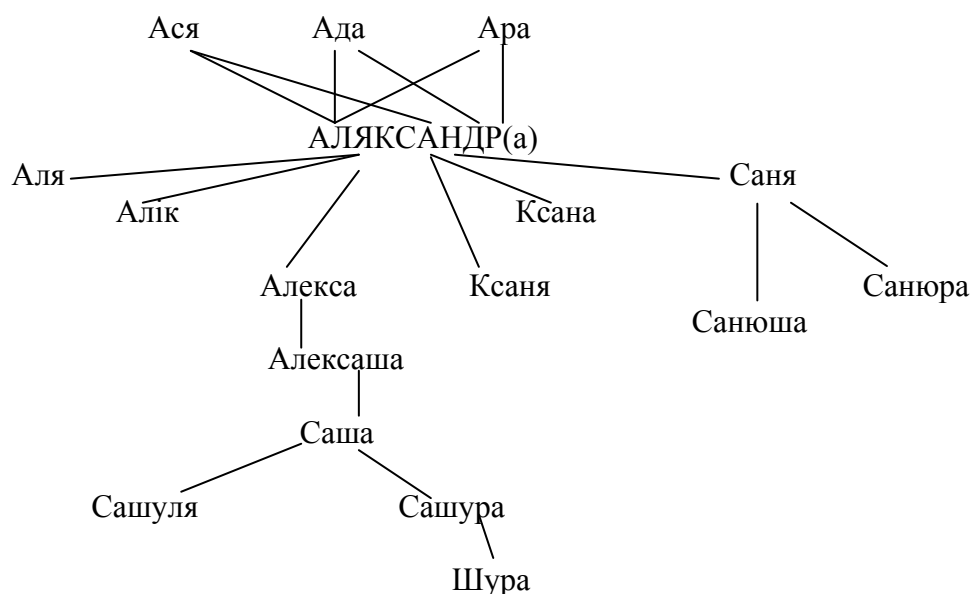 Ася Ада Ара
АЛЯКСАНДР(а)
Аля Саня
Алік Ксана
Алекса Ксаня Санюра
Санюша
Алексаша
Саша
Сашуля Сашура
Шура